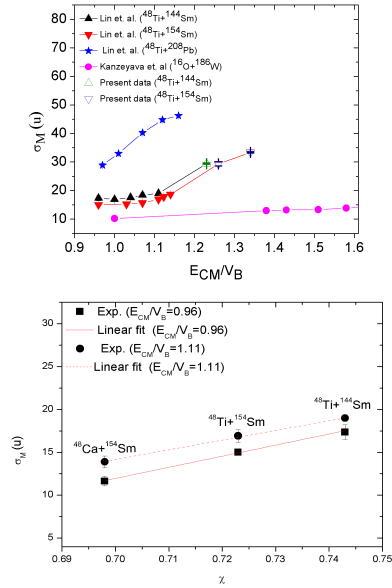 80
70
60
50
40
30
20
10
σM (u)
Lin et. al. (48Ti+144Sm)
Lin et. al. (48Ti+154Sm)
Lin et. al. (48Ti+208Pb)
Kanzeyava et. al (16O+186W)
Present data (48Ti+144Sm)
Present data (48Ti+154Sm)
0.9 1.0 1.1 1.2 1.3 1.4 1.5 1.6
ECM/VB
30
25
20
15
10
5
σM (u)
Exp. (ECM/VB=0.96)
Linear fit (ECM/VB=0.96)
Exp. (ECM/VB=1.11)
Linear fit (ECM/VB=1.11)
48Ti+144Sm
48Ti+154Sm
48Ca+154Sm
0.69 0.70 0.71 0.72 0.73 0.74 0.75
χ